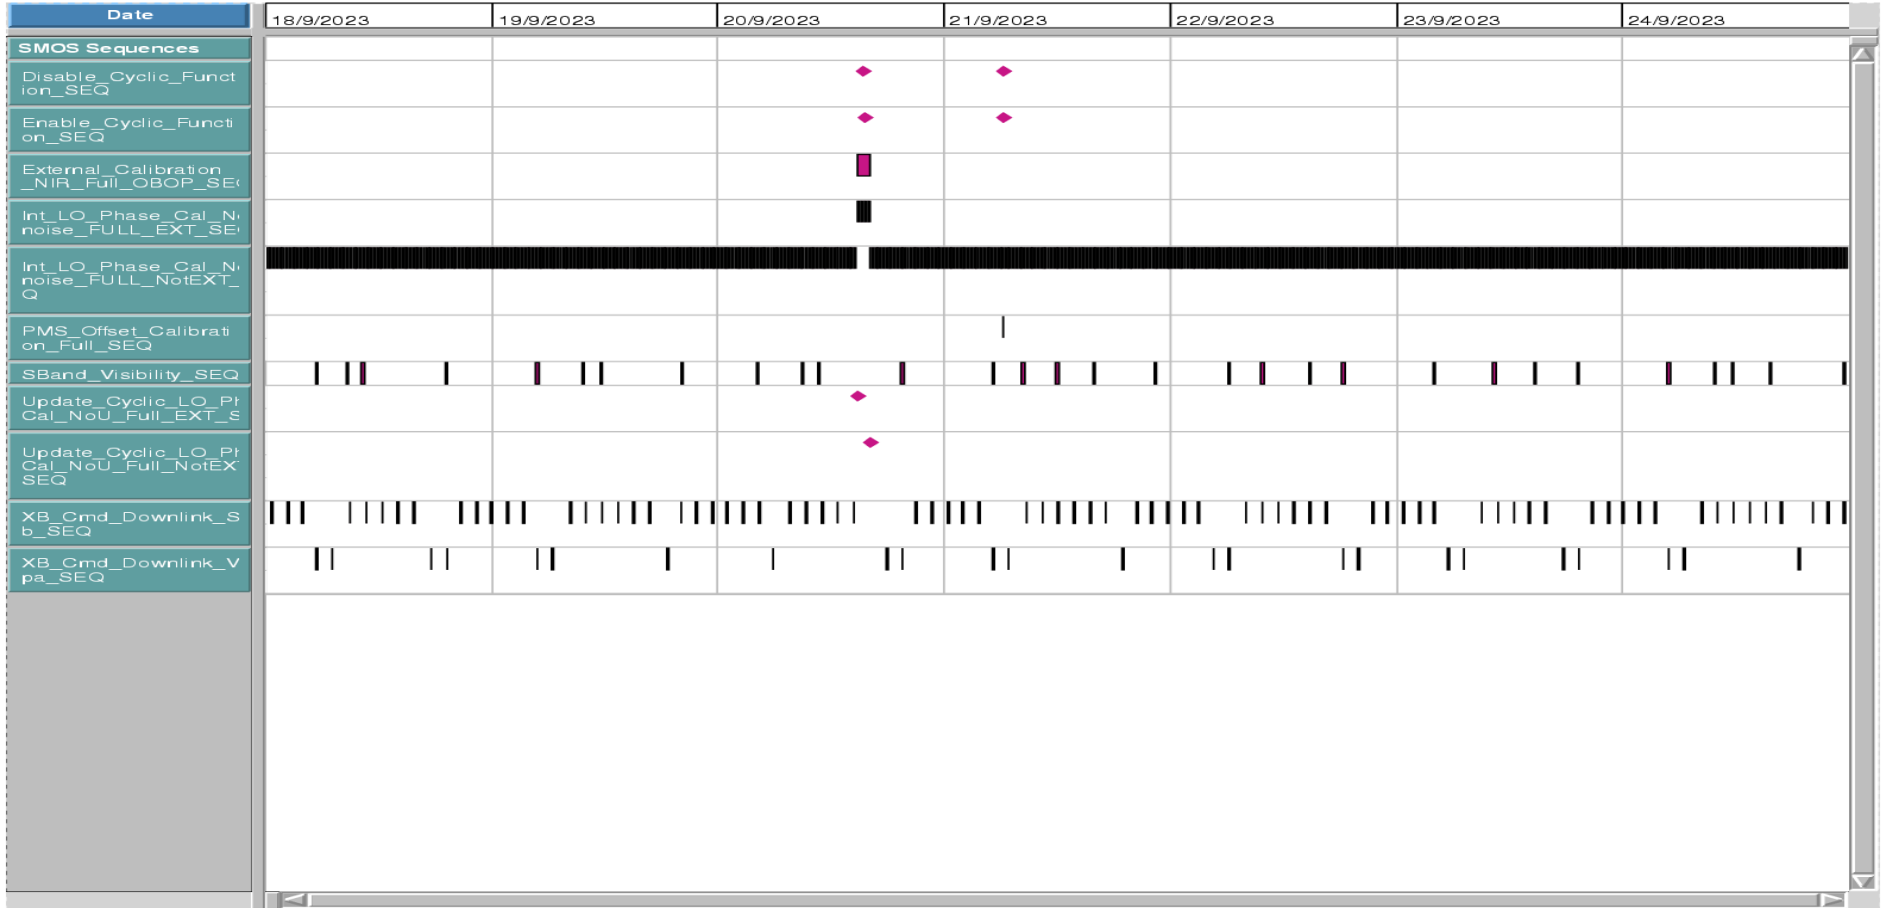 Date
18/9/2023 19/9/2023 20/9/2023 21/9/2023 22/9/2023 23/9/2023 24/9/2023
SMOS Sequences
Disable_Cyclic_Funct
ion_SEQ
Enable_Cyclic_Functi
on_SEQ
External_Calibration
_NIR_Full_OBOP_SE
Int_LO_Phase_Cal_N
noise_FULL_EXT_SE
Int_LO_Phase_Cal_N
noise_FULL_NotEXT_
Q
PMS_Offset_Calibrati
on_Full_SEQ
SBand_Visibility_SEQ
Update_Cyclic_LO_P
Cal_NoU_Full_EXT_S
Update_Cyclic_LO_P
Cal_NoU_Full_NotEX
SEQ
XB_Cmd_Downlink_S
b_SEQ
XB_Cmd_Downlink_V
pa_SEQ